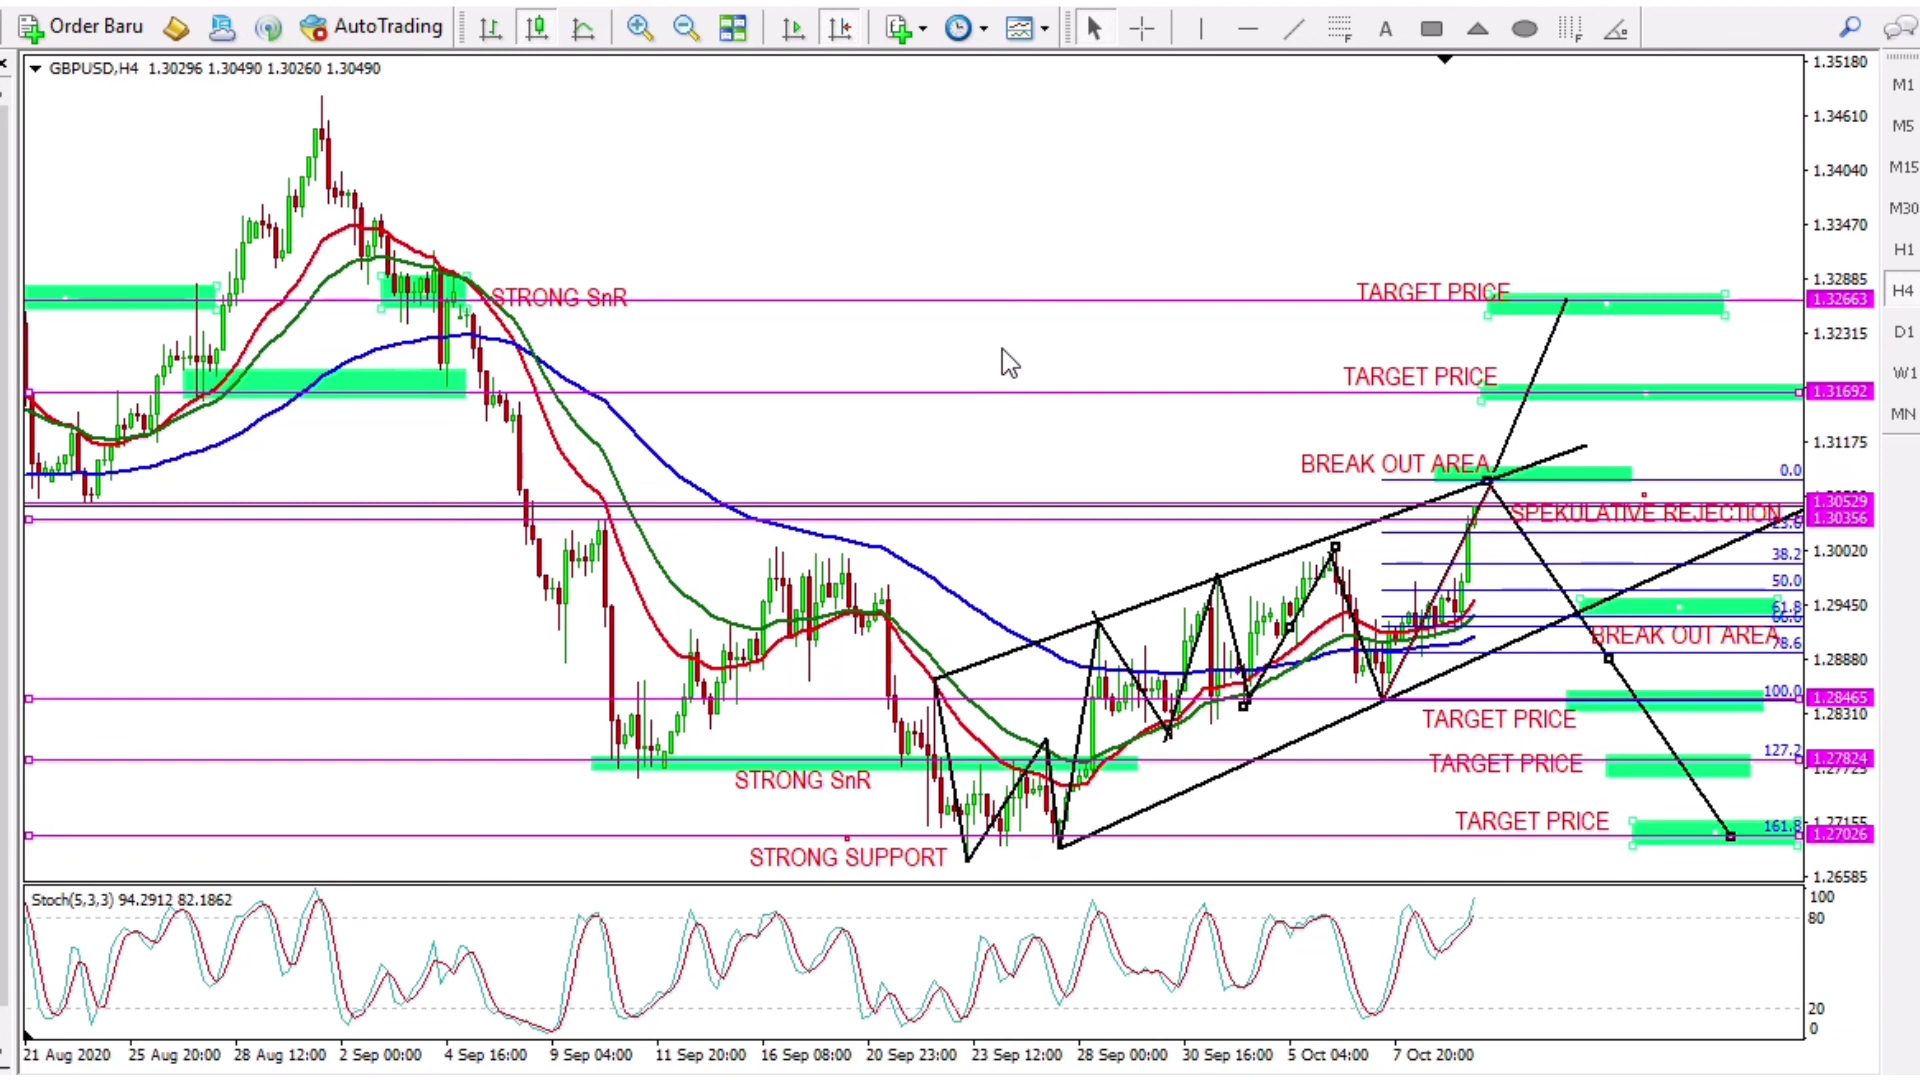 Order Baru
AutoTrading
A
F
F
GBPUSD,H4 1.30296 1.30490 1.30260 1.30490
STRONG SnR
TARGET PRICE
TARGET PRICE
BREAK OUT AREA
SPEKULATIVE REJECTION
BREAK OUT AREA
TARGET PRICE
STRONG SnR
TARGET PRICE
TARGET PRICE
STRONG SUPPORT
0.0
23.6
38.2
50.0
61.8
78.6
100.0
127.2
161.8
1.35180
1.34610
1.34040
1.33470
1.32885
1.32663
1.32315
1.31692
1.31175
1.30529
1.30356
1.30020
1.29450
1.28880
1.28465
1.28310
1.27824
1.27725
1.27155
1.27026
1.26585
Stoch(5,3,3) 94.2912 82.1862
100
80
20
0
21 Aug 2020
25 Aug 20:00
28 Aug 12:00
2 Sep 00:00
4 Sep 16:00
9 Sep 04:00
11 Sep 20:00
16 Sep 08:00
20 Sep 23:00
23 Sep 12:00
28 Sep 00:00
30 Sep 16:00
5 Oct 04:00
7 Oct 20:00
M1
M5
M15
M30
H1
H4
D1
W1
MN